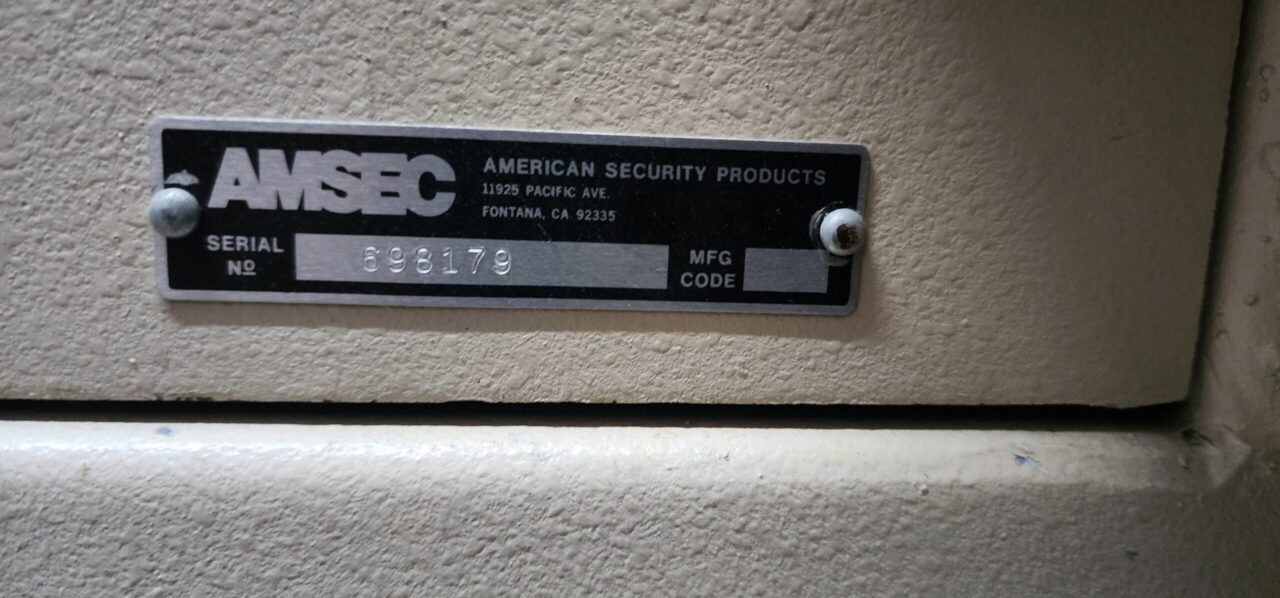 AMSEC
AMERICAN SECURITY PRODUCTS
11925 PACIFIC AVE.
FONTANA, CA 92335
SERIAL
Nº
698179
MFG
CODE